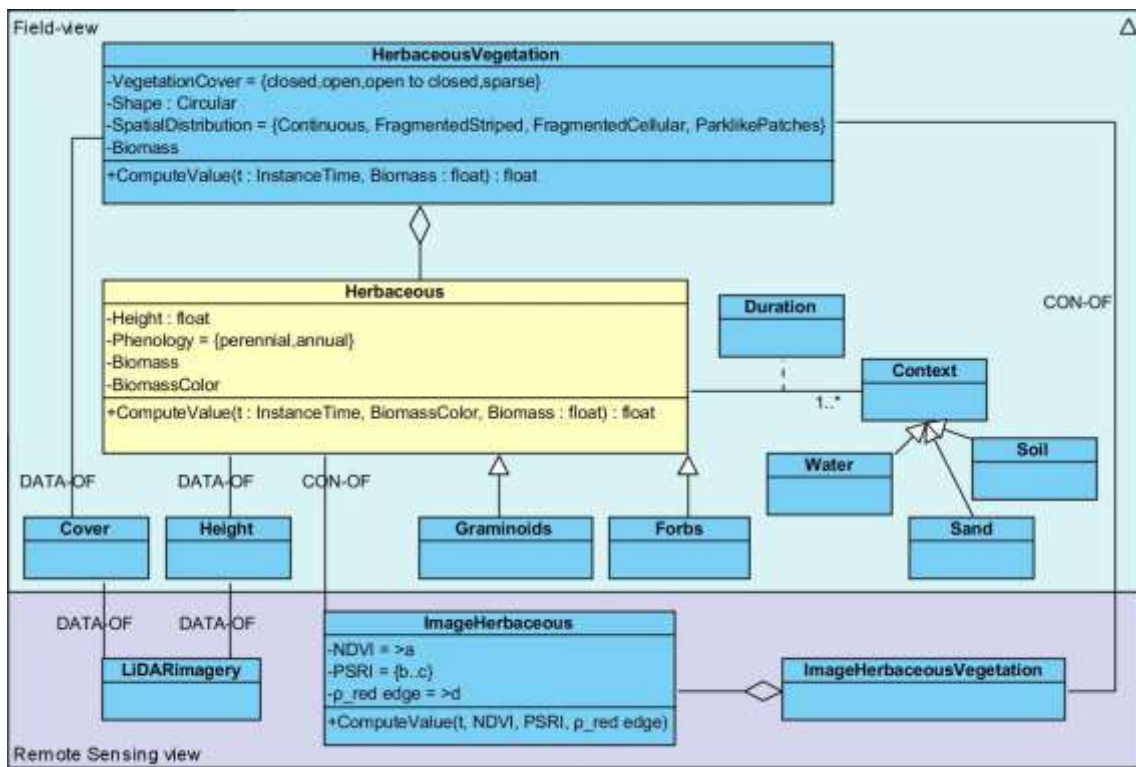 Field-view
HerbaceousVegetation
-VegetationCover = {closed,open,open to closed,sparse}
-Shape : Circular
-SpatialDistribution = {Continuous, FragmentedStriped, FragmentedCellular, ParklikePatches}
-Biomass
+ComputeValue(t : InstanceTime, Biomass : float) : float
Herbaceous
-Height : float
-Phenology = {perennial,annual}
-Biomass
-BiomassColor
+ComputeValue(t : InstanceTime, BiomassColor, Biomass : float) : float
Duration
CON-OF
Context
1..*
Water
Soil
Sand
DATA-OF
DATA-OF
CON-OF
Cover
Height
Graminoids
Forbs
DATA-OF
DATA-OF
LiDARimagery
ImageHerbaceous
-NDVI = >a
-PSRI = {b..c}
-ρ_red edge = >d
+ComputeValue(t, NDVI, PSRI, ρ_red edge)
ImageHerbaceousVegetation
Remote Sensing view